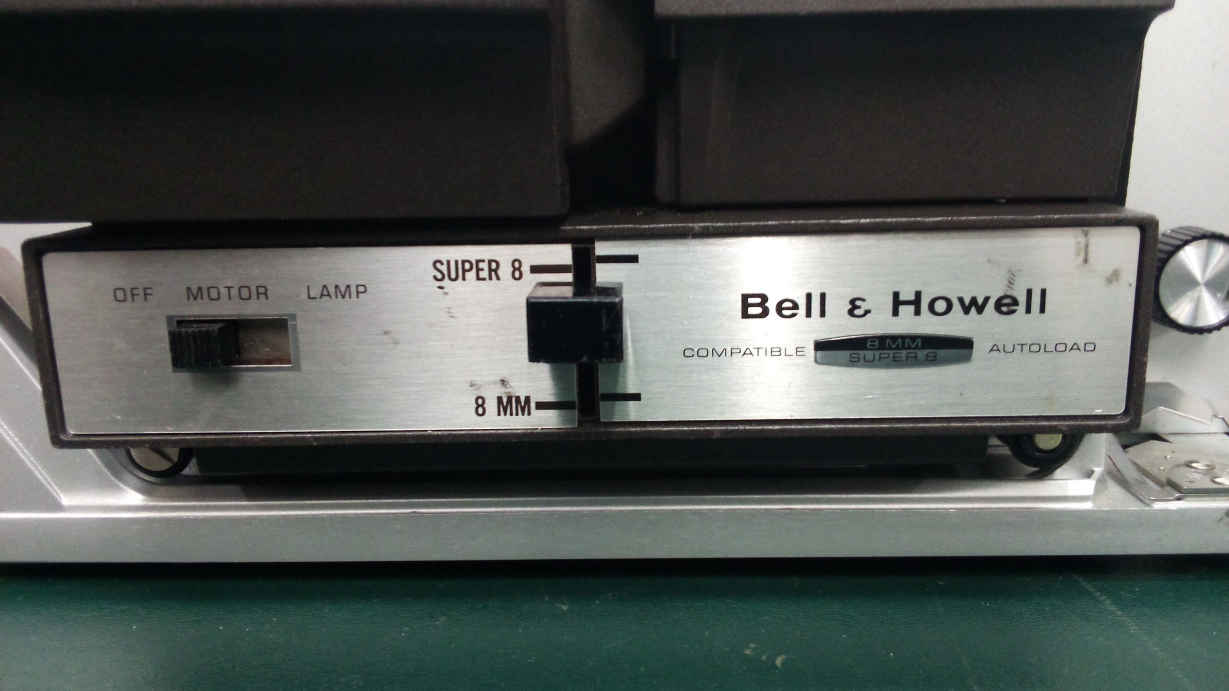 OFF MOTOR LAMP
SUPER 8
8 MM
Bell & Howell
COMPATIBLE 8 MM SUPER 8 AUTOLOAD